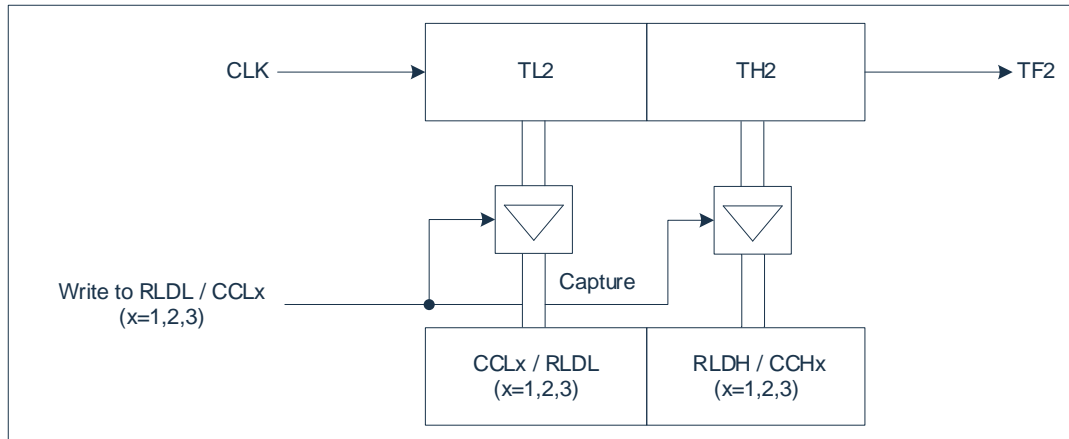 CLK
TL2
TH2
TF2
Capture
Write to RLDL / CCLx
(x=1,2,3)
CCLx / RLDL
(x=1,2,3)
RLDH / CCHx
(x=1,2,3)